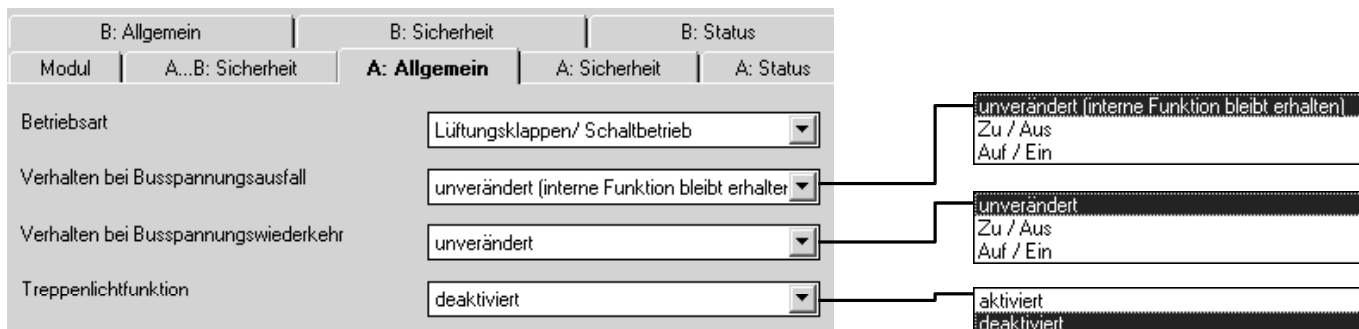 B: Allgemein B: Sicherheit B: Status
Modul A...B: Sicherheit A: Allgemein A: Sicherheit A: Status
Betriebsart Lüftungsklappen/ Schaltbetrieb
Verhalten bei Busspannungsausfall unverändert (interne Funktion bleibt erhalter
unverändert (interne Funktion bleibt erhalten)
Zu / Aus
Auf / Ein
Verhalten bei Busspannungswiederkehr unverändert
unverändert
Zu / Aus
Auf / Ein
Treppenlichtfunktion deaktiviert
aktiviert
deaktiviert